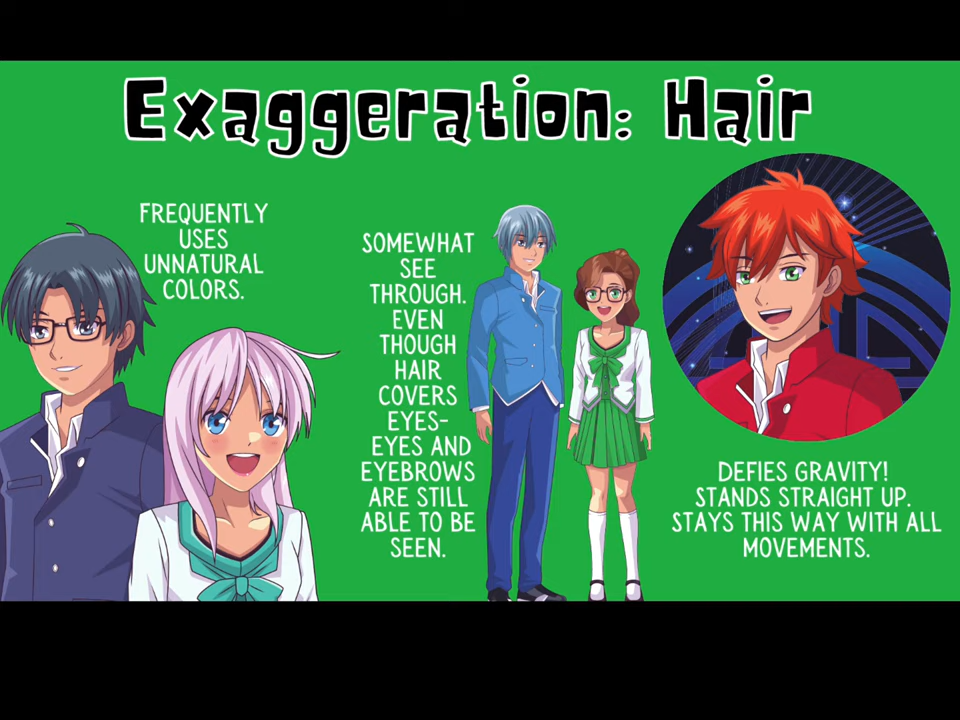 Exaggeration: Hair
FREQUENTLY
USES
UNNATURAL
COLORS.
SOMEWHAT
SEE
THROUGH.
EVEN
THOUGH
HAIR
COVERS
EYES-
EYES AND
EYEBROWS
ARE STILL
ABLE TO BE
SEEN.
DEFIES GRAVITY!
STANDS STRAIGHT UP.
STAYS THIS WAY WITH ALL
MOVEMENTS.